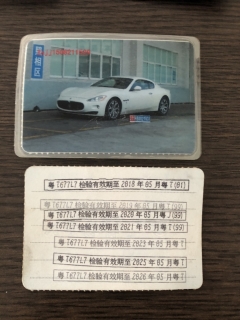 照相区
粤T677L7 检验有效期至 2018 年 05 月粤T(01)
粤T677L7 检验有效期至 2019 年 05 月粤T(99)
粤T677L7 检验有效期至 2020 年 05 月粤T(99)
粤T677L7 检验有效期至 2021 年 05 月粤T(99)
粤T677L7 检验有效期至 2023 年 05 月粤T
粤T677L7 检验有效期至 2025 年 05 月粤T
粤T677L7 检验有效期至 2026 年 05 月粤T